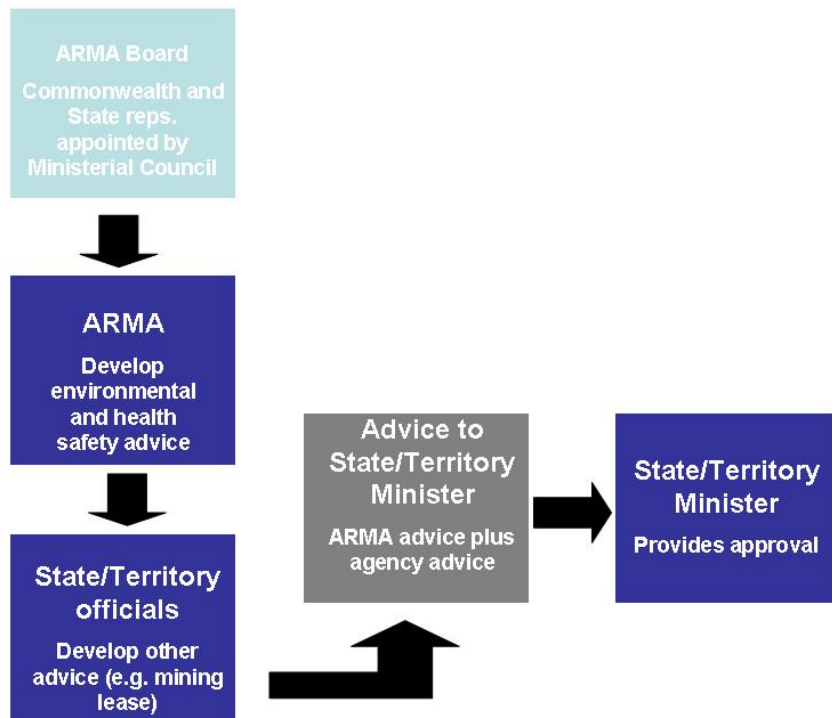 ARMA Board
Commonwealth and
State reps.
appointed by
Ministerial Council
ARMA
Develop
environmental
and health
safety advice
State/Territory
officials
Develop other
advice (e.g. mining
lease)
Advice to
State/Territory
Minister
ARMA advice plus
agency advice
State/Territory
Minister
Provides approval